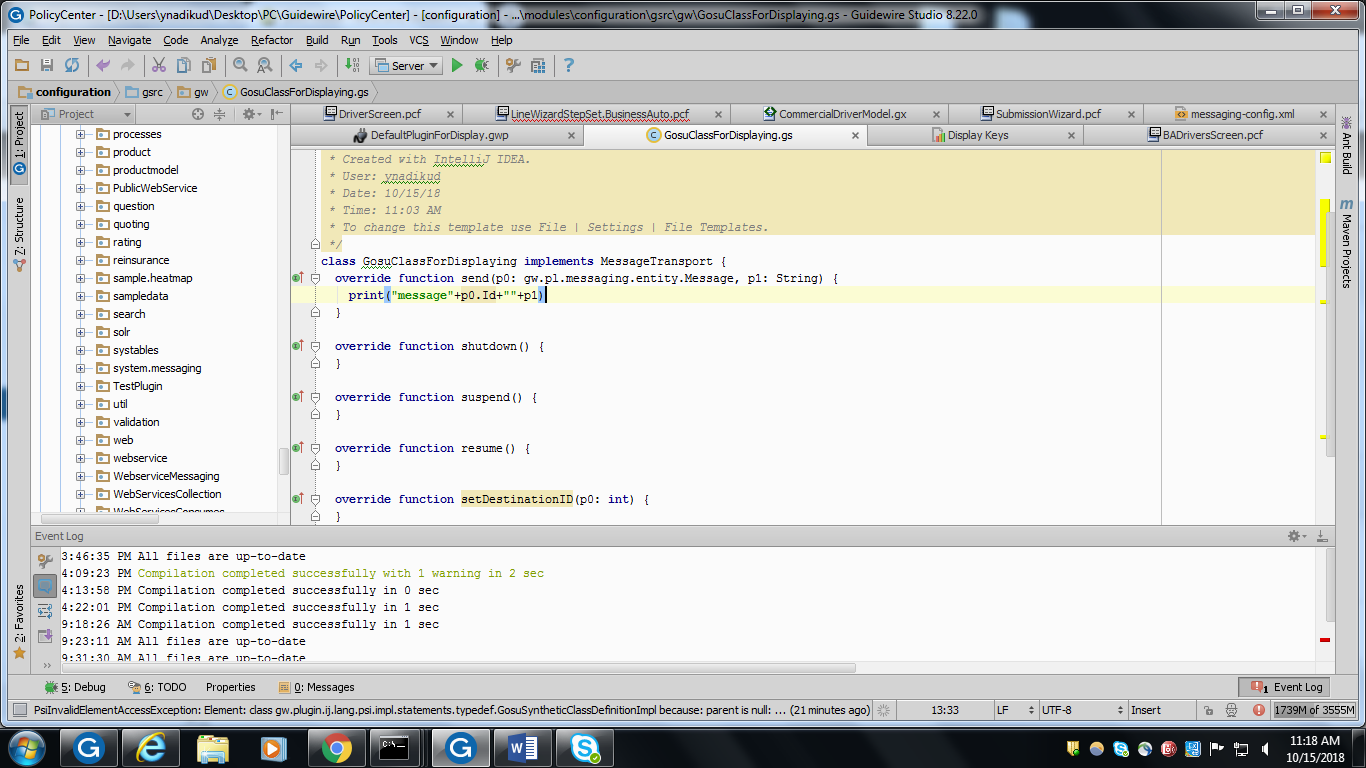 PolicyCenter - [D:\Users\ynadikud\Desktop\PC\Guidewire\PolicyCenter] - [configuration] - ...\modules\configuration\gsrc\gw\GosuClassForDisplaying.gs - Guidewire Studio 8.22.0
File Edit View Navigate Code Analyze Refactor Build Run Tools VCS Window Help
Server
configuration gsrc gw GosuClassForDisplaying.gs
Project
DriverScreen.pcf LineWizardStepSet.BusinessAuto.pcf CommercialDriverModel.gx SubmissionWizard.pcf messaging-config.xml
DefaultPluginForDisplay.gwp GosuClassForDisplaying.gs Display Keys BADriversScreen.pcf
1: Project
7: Structure
2: Favorites
Ant Build
Maven Projects
processes
product
productmodel
PublicWebService
question
quoting
rating
reinsurance
sample.heatmap
sampledata
search
solr
systables
system.messaging
TestPlugin
util
validation
web
webservice
WebserviceMessaging
WebServicesCollection
WebServicesConsumes
* Created with IntelliJ IDEA.
* User: ynadikud
* Date: 10/15/18
* Time: 11:03 AM
* To change this template use File | Settings | File Templates.
*/
class GosuClassForDisplaying implements MessageTransport {
override function send(p0: gw.pl.messaging.entity.Message, p1: String) {
print("message"+p0.Id+""+p1)
}
override function shutdown() {
}
override function suspend() {
}
override function resume() {
}
override function setDestinationID(p0: int) {
}
Event Log
3:46:35 PM All files are up-to-date
4:09:23 PM Compilation completed successfully with 1 warning in 2 sec
4:13:58 PM Compilation completed successfully in 0 sec
4:22:01 PM Compilation completed successfully in 1 sec
9:18:26 AM Compilation completed successfully in 1 sec
9:23:11 AM All files are up-to-date
9:31:30 AM All files are up-to-date
5: Debug 6: TODO Properties 0: Messages 1 Event Log
PsiInvalidElementAccessException: Element: class gw.plugin.ij.lang.psi.impl.statements.typedef.GosuSyntheticClassDefinitionImpl because: parent is null: ... (21 minutes ago) 13:33 LF UTF-8 Insert 1739M of 3555M
11:18 AM
10/15/2018